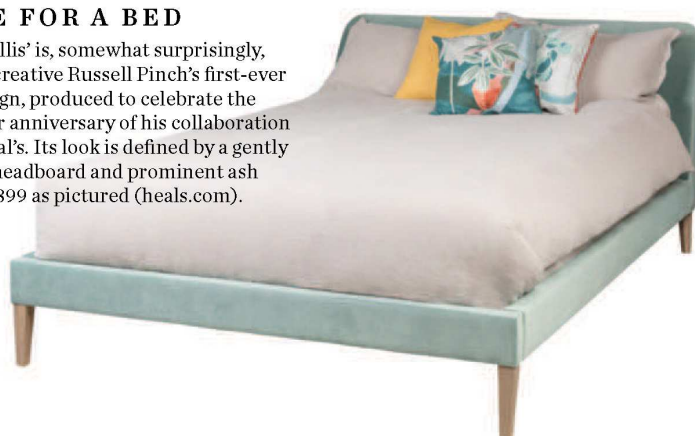 E FOR A BED
llis’ is, somewhat surprisingly,
creative Russell Pinch’s first-ever
gn, produced to celebrate the
r anniversary of his collaboration
al’s. Its look is defined by a gently
headboard and prominent ash
899 as pictured (heals.com).